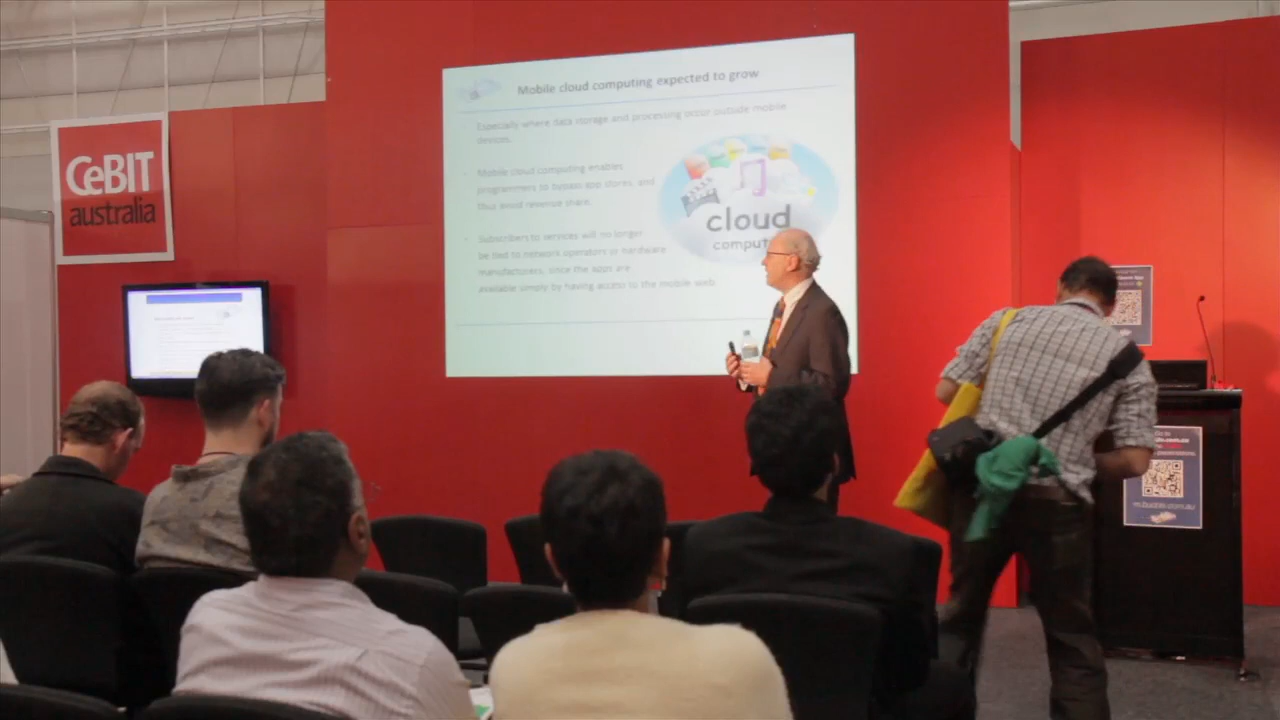 CeBIT
australia
Mobile cloud computing expected to grow
Especially where data storage and processing occur outside mobile
devices.
Mobile cloud computing enables
programmers to bypass app stores, and
thus avoid revenue share.
Subscribers to services will no longer
be tied to network operators or hardware
manufacturers, since the apps are
available simply by having access to the mobile web.
cloud